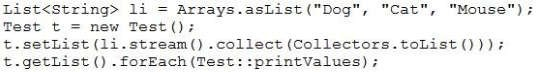 List<String> li = Arrays.asList("Dog", "Cat", "Mouse");
Test t = new Test();
t.setList(li.stream().collect(Collectors.toList()));
t.getList().forEach(Test::printValues);